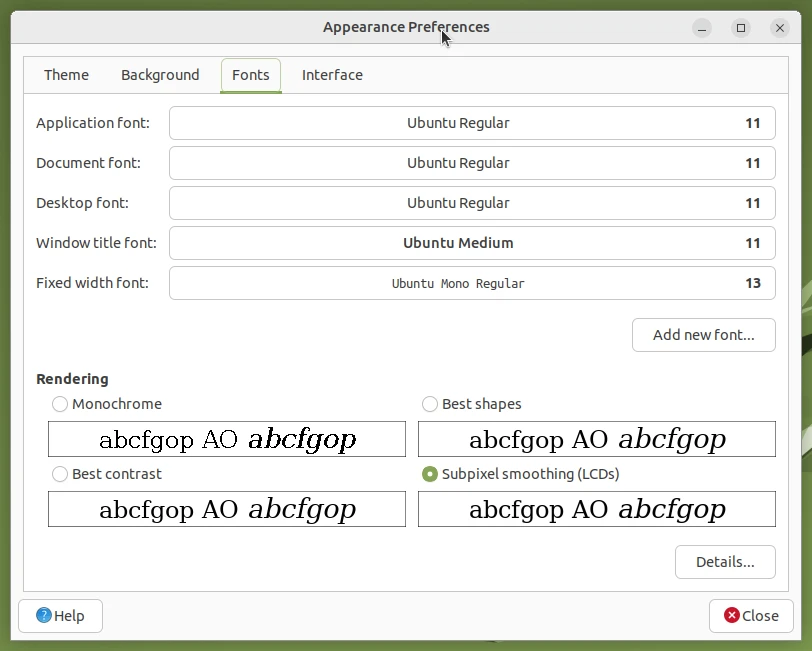 Appearance Preferences
Theme Background Fonts Interface
Application font: Ubuntu Regular 11
Document font: Ubuntu Regular 11
Desktop font: Ubuntu Regular 11
Window title font: Ubuntu Medium 11
Fixed width font: Ubuntu Mono Regular 13
Add new font...
Rendering
Monochrome Best shapes
abcfgop AO abcfgop abcfgop AO abcfgop
Best contrast Subpixel smoothing (LCDs)
abcfgop AO abcfgop abcfgop AO abcfgop
Details...
? Help Close